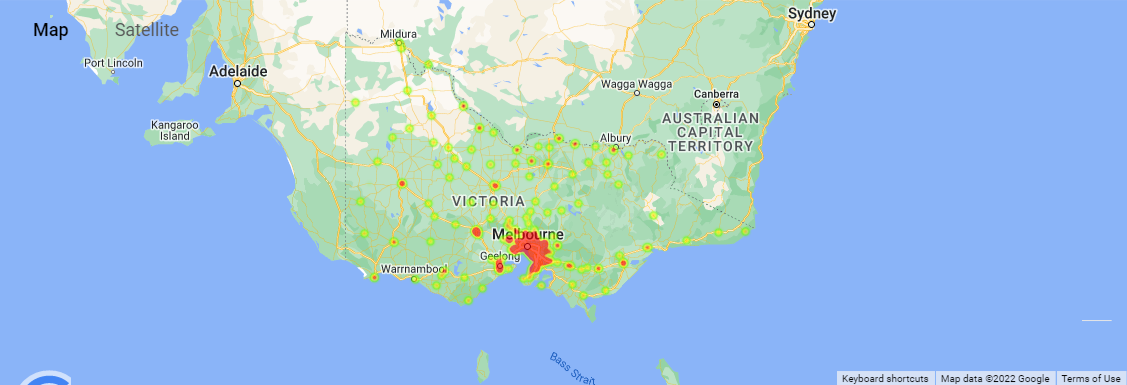 Map
Satellite
Sydney
Mildura
Port Lincoln
Adelaide
Wagga Wagga
Canberra
AUSTRALIAN
CAPITAL
TERRITORY
Kangaroo
Island
Albury
VICTORIA
Melbourne
Geelong
Warrnambool
Bass Strait
Keyboard shortcuts
Map data ©2022 Google
Terms of Use